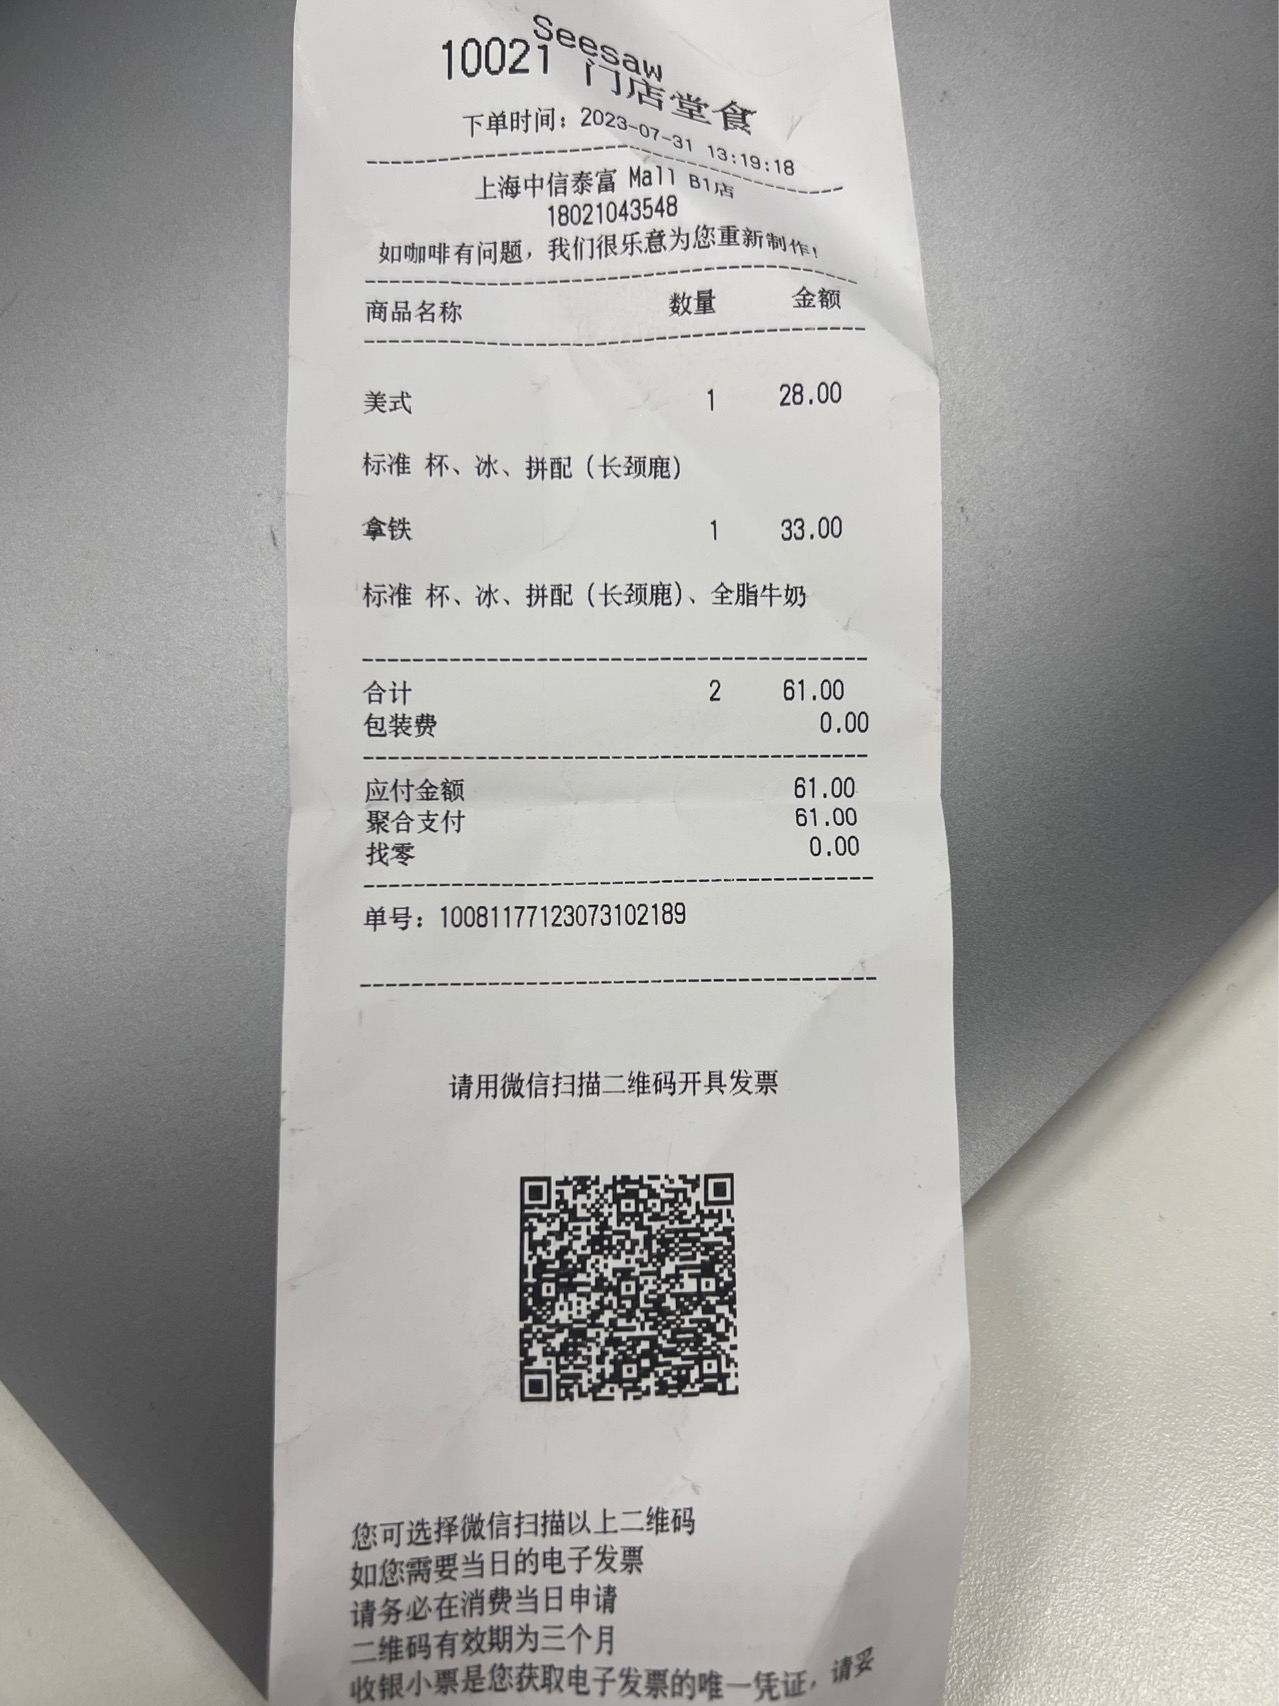 Seesaw
10021 门店堂食
下单时间：2023-07-31 13:19:18
上海中信泰富 Mall B1店
18021043548
如咖啡有问题，我们很乐意为您重新制作！
商品名称 数量 金额
美式 1 28.00
标准 杯、冰、拼配（长颈鹿）
拿铁 1 33.00
标准 杯、冰、拼配（长颈鹿）、全脂牛奶
合计 2 61.00
包装费 0.00
应付金额 61.00
聚合支付 61.00
找零 0.00
单号：10081177123073102189
请用微信扫描二维码开具发票
您可选择微信扫描以上二维码
如您需要当日的电子发票
请务必在消费当日申请
二维码有效期为三个月
收银小票是您获取电子发票的唯一凭证，请妥